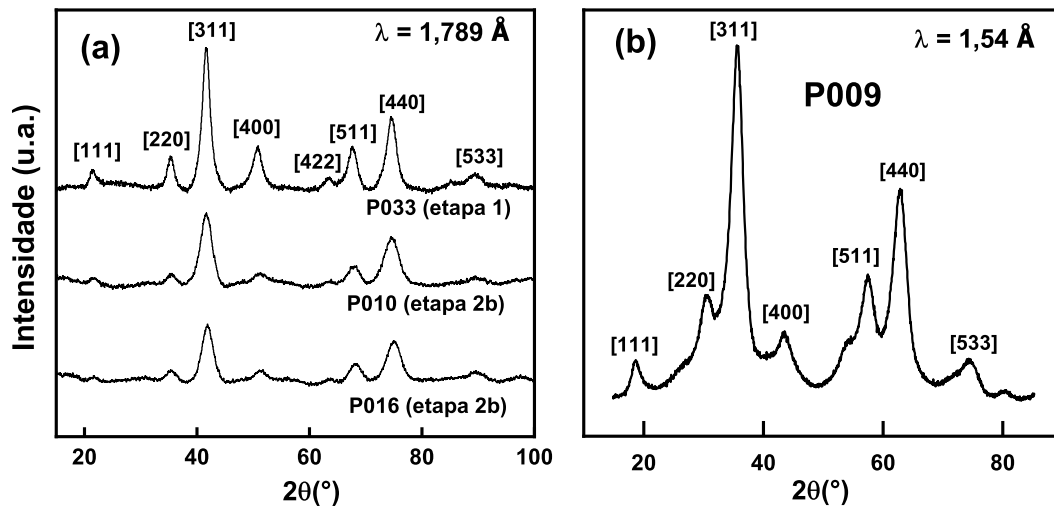 (a)
λ = 1,789 Å
[311]
[440]
[111]
[220]
[400]
[422]
[511]
[533]
P033 (etapa 1)
P010 (etapa 2b)
P016 (etapa 2b)
Intensidade (u.a.)
20 40 60 80 100
2θ(°)
(b)
[311]
λ = 1,54 Å
P009
[440]
[220]
[511]
[400]
[111]
[533]
20 40 60 80
2θ(°)